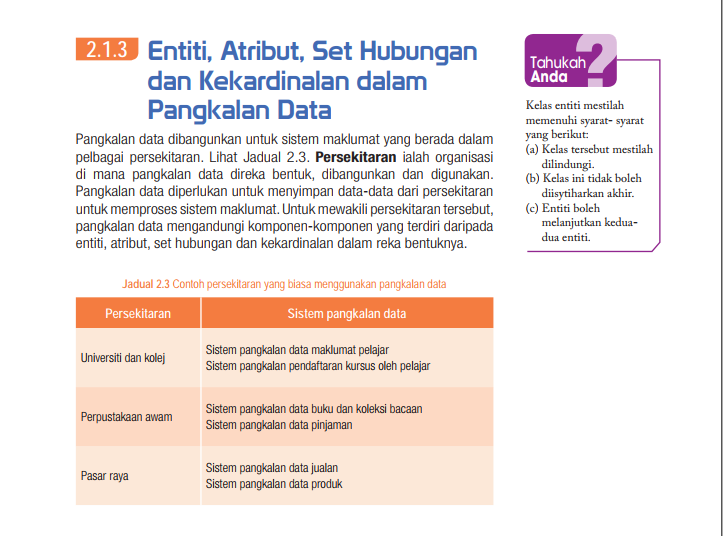 2.1.3 Entiti, Atribut, Set Hubungan
dan Kekardinalan dalam
Pangkalan Data
Pangkalan data dibangunkan untuk sistem maklumat yang berada dalam
pelbagai persekitaran. Lihat Jadual 2.3. Persekitaran ialah organisasi
di mana pangkalan data direka bentuk, dibangunkan dan digunakan.
Pangkalan data diperlukan untuk menyimpan data-data dari persekitaran
untuk memproses sistem maklumat. Untuk mewakili persekitaran tersebut,
pangkalan data mengandungi komponen-komponen yang terdiri daripada
entiti, atribut, set hubungan dan kekardinalan dalam reka bentuknya.
Jadual 2.3 Contoh persekitaran yang biasa menggunakan pangkalan data
Persekitaran Sistem pangkalan data
Universiti dan kolej
Sistem pangkalan data maklumat pelajar
Sistem pangkalan pendaftaran kursus oleh pelajar
Perpustakaan awam
Sistem pangkalan data buku dan koleksi bacaan
Sistem pangkalan data pinjaman
Pasar raya
Sistem pangkalan data jualan
Sistem pangkalan data produk
?
Tahukah
Anda
Kelas entiti mestilah
memenuhi syarat- syarat
yang berikut:
(a) Kelas tersebut mestilah
dilindungi.
(b) Kelas ini tidak boleh
diisytiharkan akhir.
(c) Entiti boleh
melanjutkan kedua-
dua entiti.